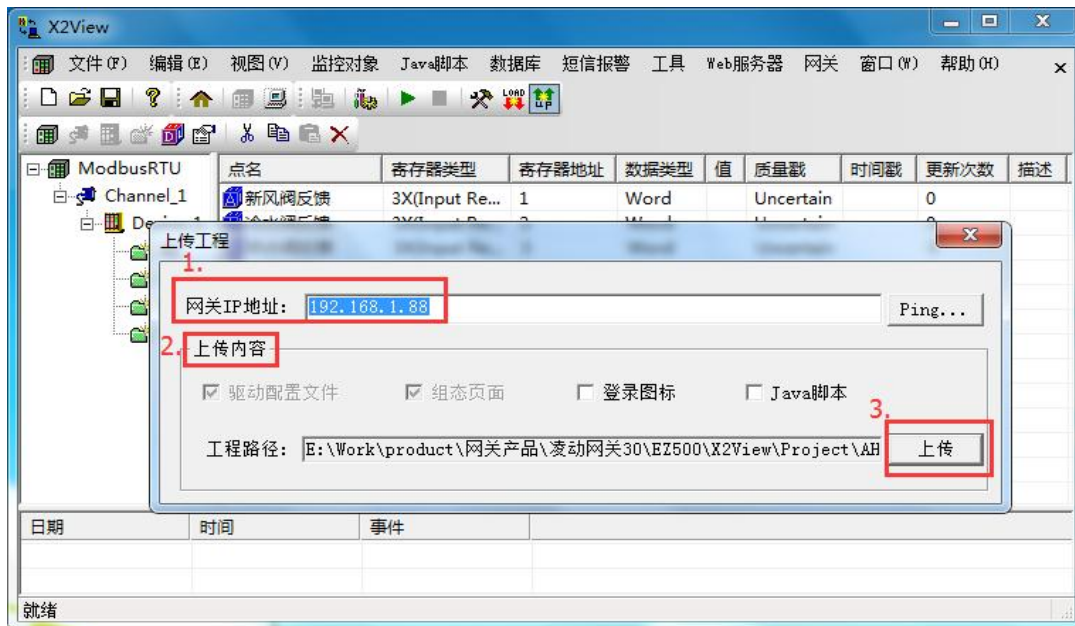 X2View
文件(F) 编辑(E) 视图(V) 监控对象 Java脚本 数据库 短信报警 工具 Web服务器 网关 窗口(W) 帮助(H)
LOAD UP
ModbusRTU
Channel_1
点名 寄存器类型 寄存器地址 数据类型 值 质量戳 时间戳 更新次数 描述
新风阀反馈 3X(Input Re... 1 Word Uncertain 0
上传工程
1.
网关IP地址: 192.168.1.88 Ping...
2. 上传内容
驱动配置文件 组态页面 登录图标 Java脚本
3.
工程路径: E:\Work\product\网关产品\凌动网关30\EZ500\X2View\Project\AH 上传
日期 时间 事件
就绪